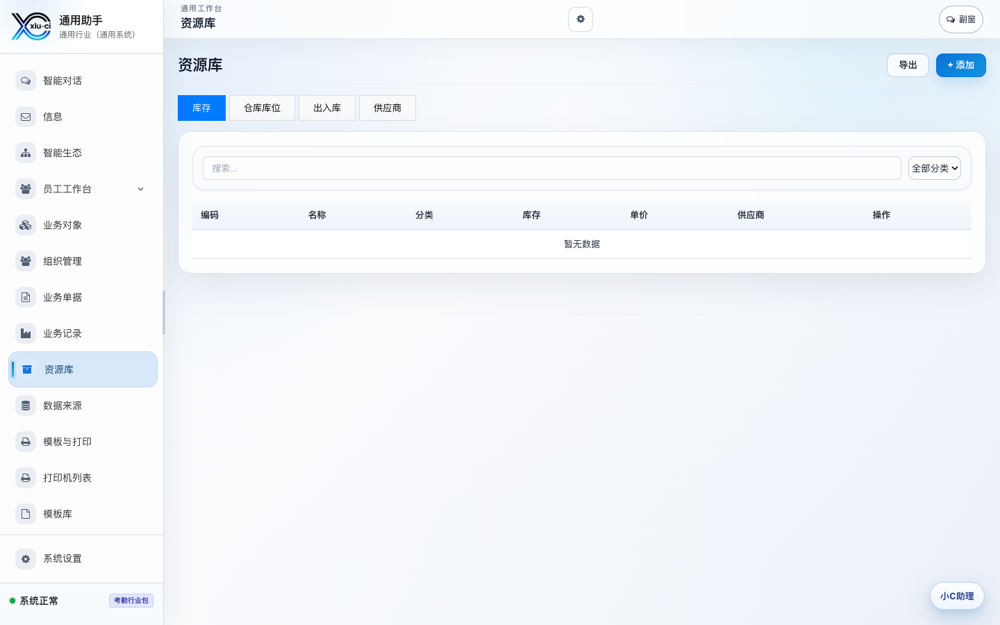 xiu-ci
通用助手
通用行业（通用系统）
智能对话
信息
智能生态
员工工作台
业务对象
组织管理
业务单据
业务记录
资源库
数据来源
模板与打印
打印机列表
模板库
系统设置
系统正常
考勤行业包
通用工作台
资源库
副窗
资源库
导出
+ 添加
库存
仓库库位
出入库
供应商
搜索...
全部分类
编码 名称 分类 库存 单价 供应商 操作
暂无数据
小C助理